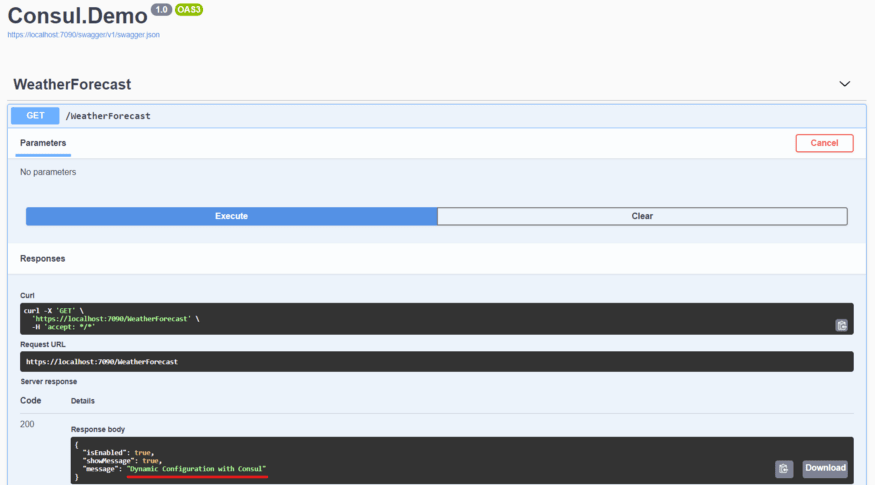 Consul.Demo 1.0 OAS3
https://localhost:7090/swagger/v1/swagger.json
WeatherForecast
GET /WeatherForecast
Parameters
Cancel
No parameters
Execute
Clear
Responses
Curl
curl -X 'GET' \
'https://localhost:7090/WeatherForecast' \
-H 'accept: */*'
Request URL
https://localhost:7090/WeatherForecast
Server response
Code Details
200
Response body
{
"isEnabled": true,
"showMessage": true,
"message": "Dynamic Configuration with Consul"
}
Download